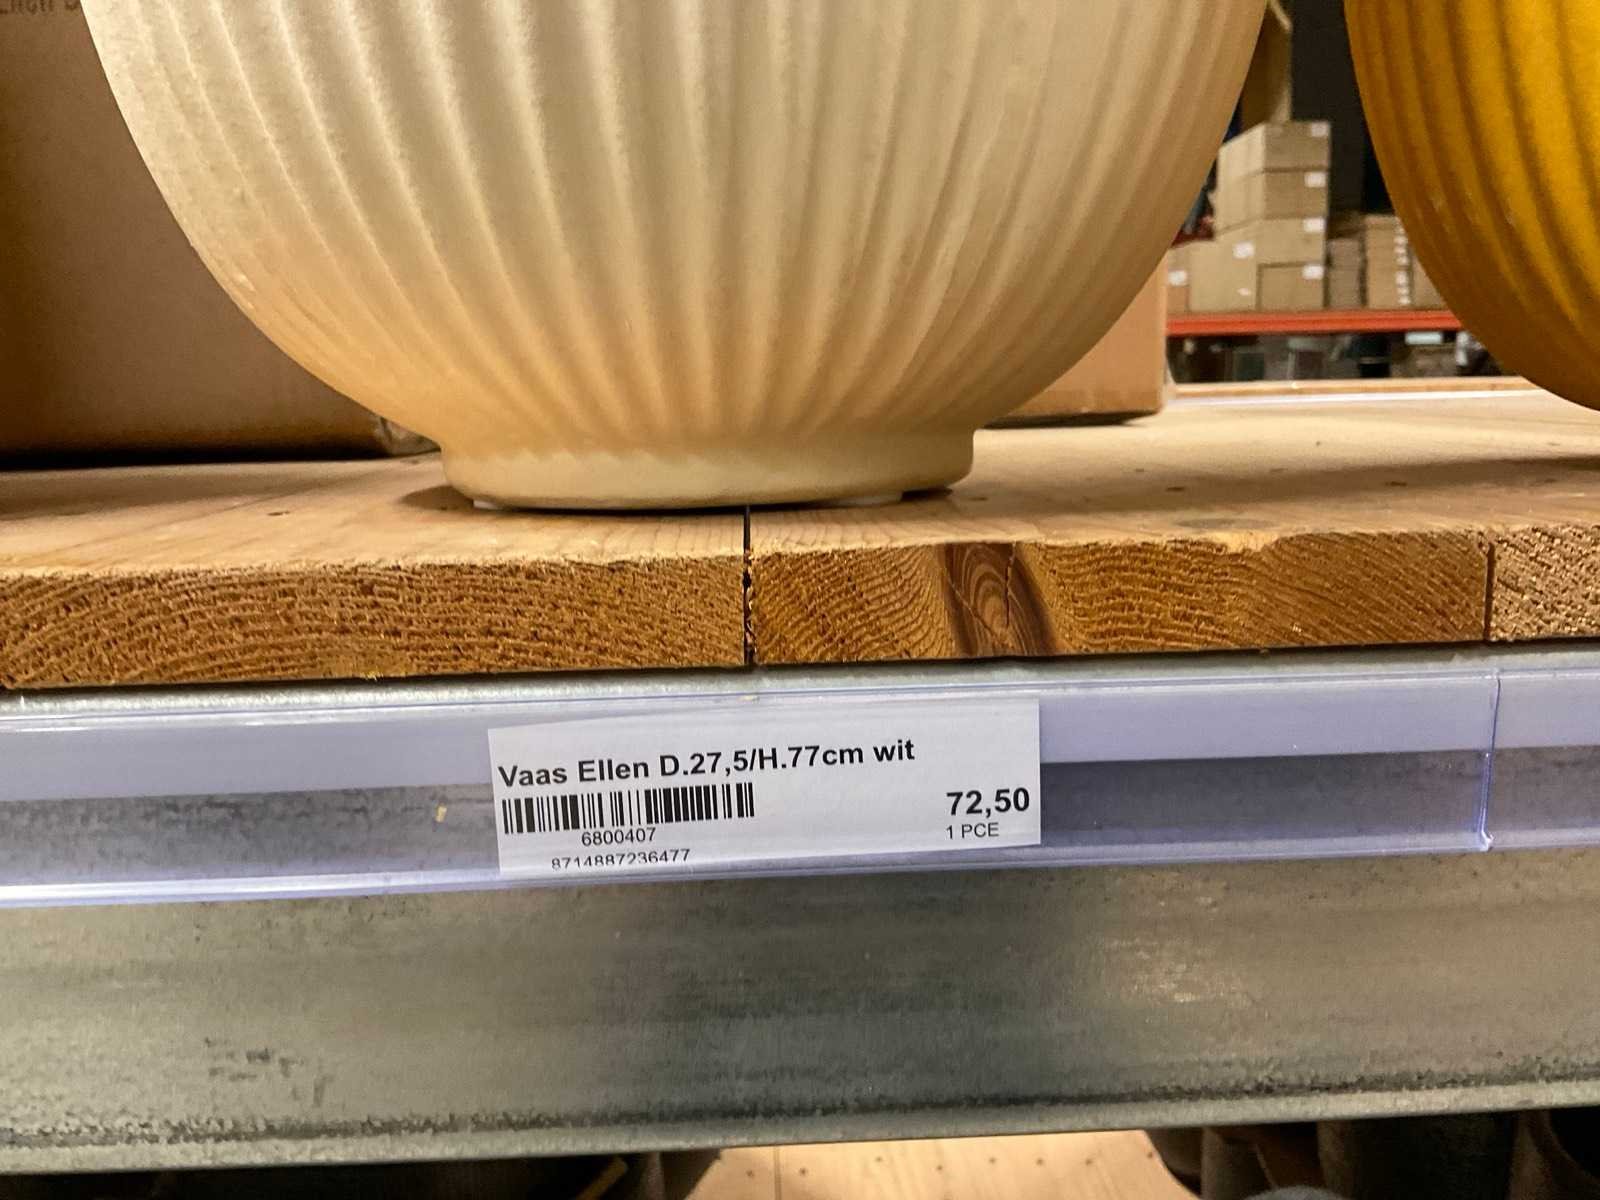 Vaas Ellen D.27,5/H.77cm wit
72,50
6800407
1 PCE
8714887236477